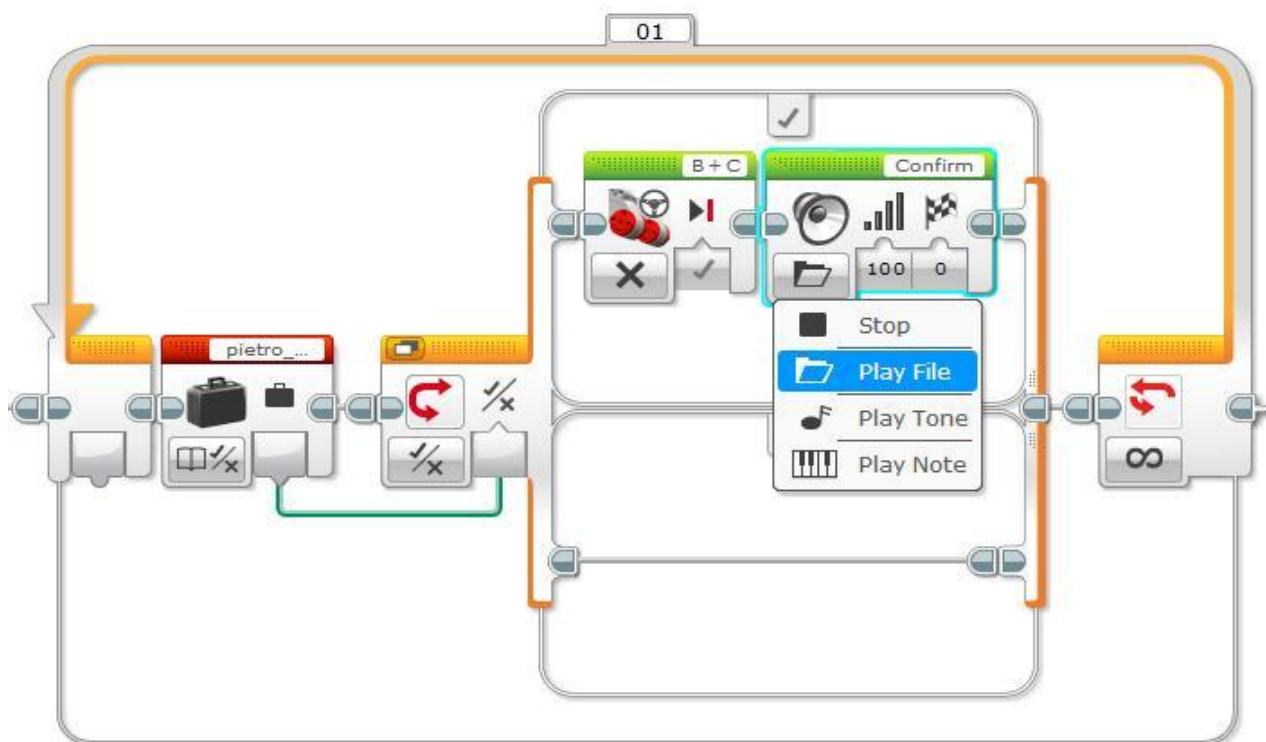 01
B + C
Confirm
100
0
Stop
Play File
Play Tone
Play Note
pietro_...